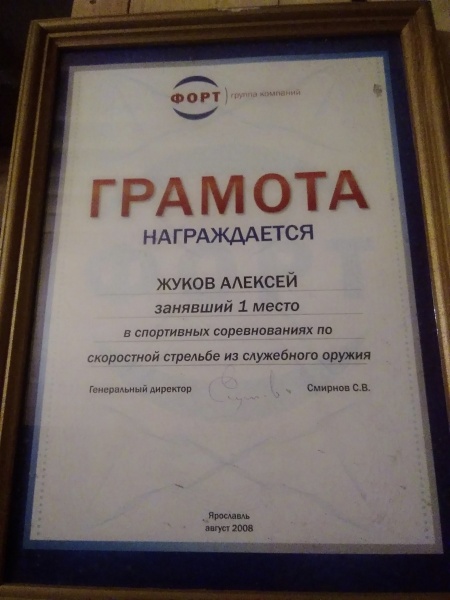 ФОРТ группа компаний
ГРАМОТА
НАГРАЖДАЕТСЯ
ЖУКОВ АЛЕКСЕЙ
занявший 1 место
в спортивных соревнованиях по
скоростной стрельбе из служебного оружия
Генеральный директор Смирнов С.В.
Ярославль
август 2008